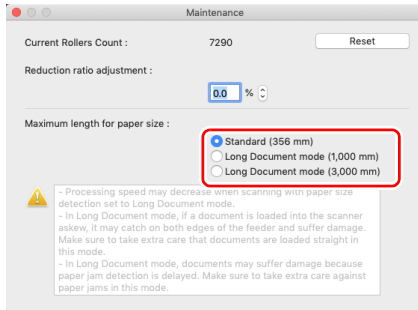 Maintenance
Current Rollers Count : 7290 Reset
Reduction ratio adjustment :
0.0 %
Maximum length for paper size :
Standard (356 mm)
Long Document mode (1,000 mm)
Long Document mode (3,000 mm)
- Processing speed may decrease when scanning with paper size
detection set to Long Document mode.
- In Long Document mode, if a document is loaded into the scanner
askew, it may catch on both edges of the feeder and suffer damage.
Make sure to take extra care that documents are loaded straight in
this mode.
- In Long Document mode, documents may suffer damage because
paper jam detection is delayed. Make sure to take extra care against
paper jams in this mode.